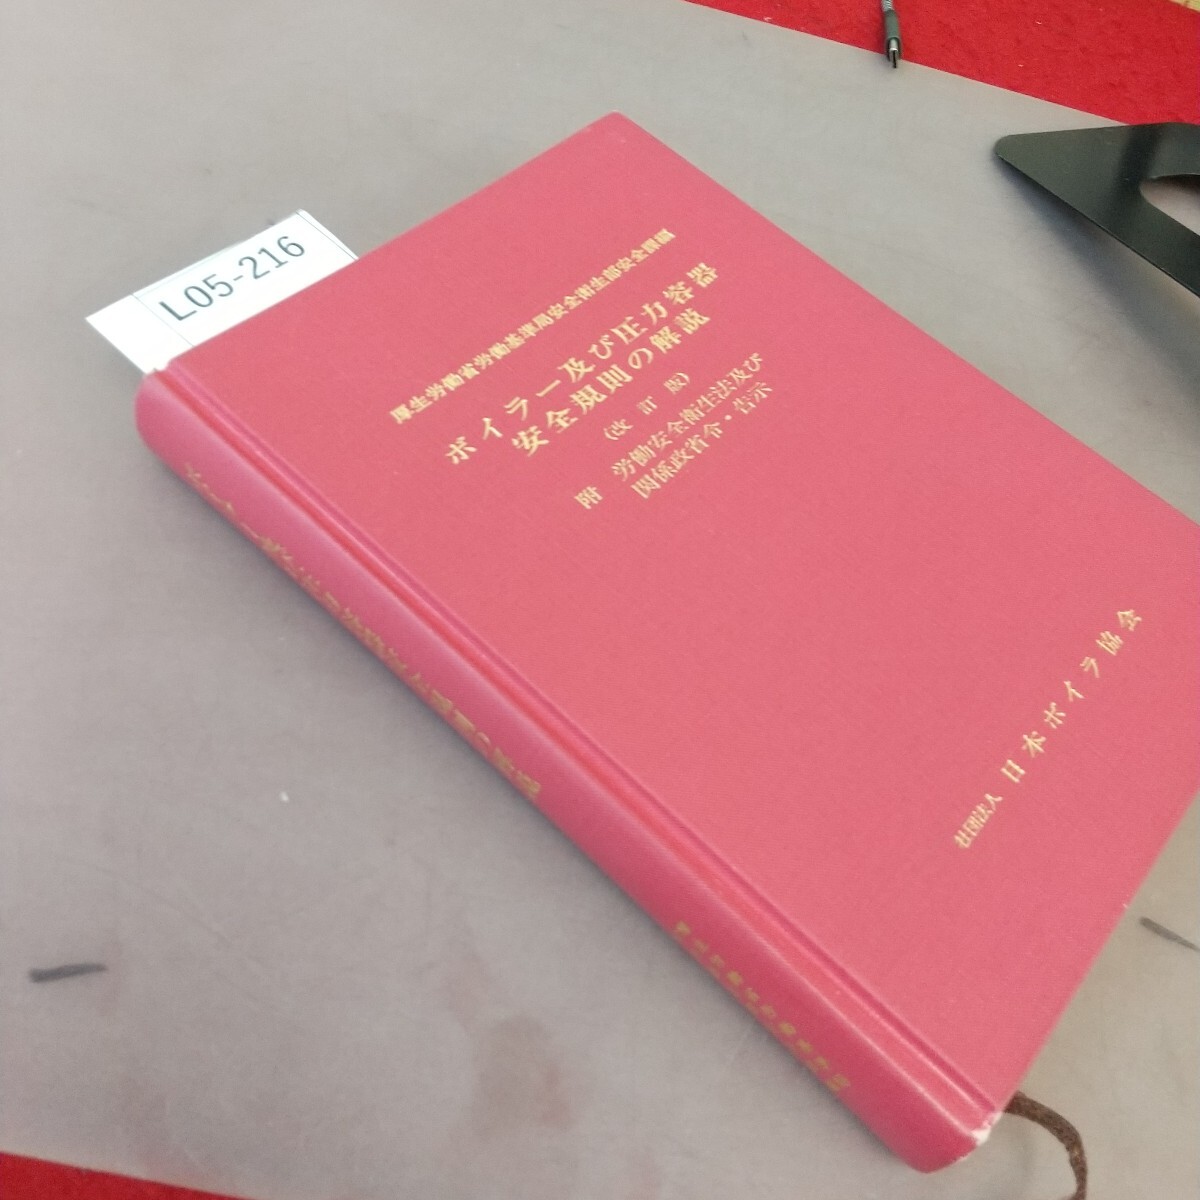 L05-216
厚生労働省労働基準局安全衛生部安全課編
ボイラー及び圧力容器
安全規則の解説
(改訂版)
附 労働安全衛生法及び
関係政省令・告示
社団法人 日本ボイラ協会